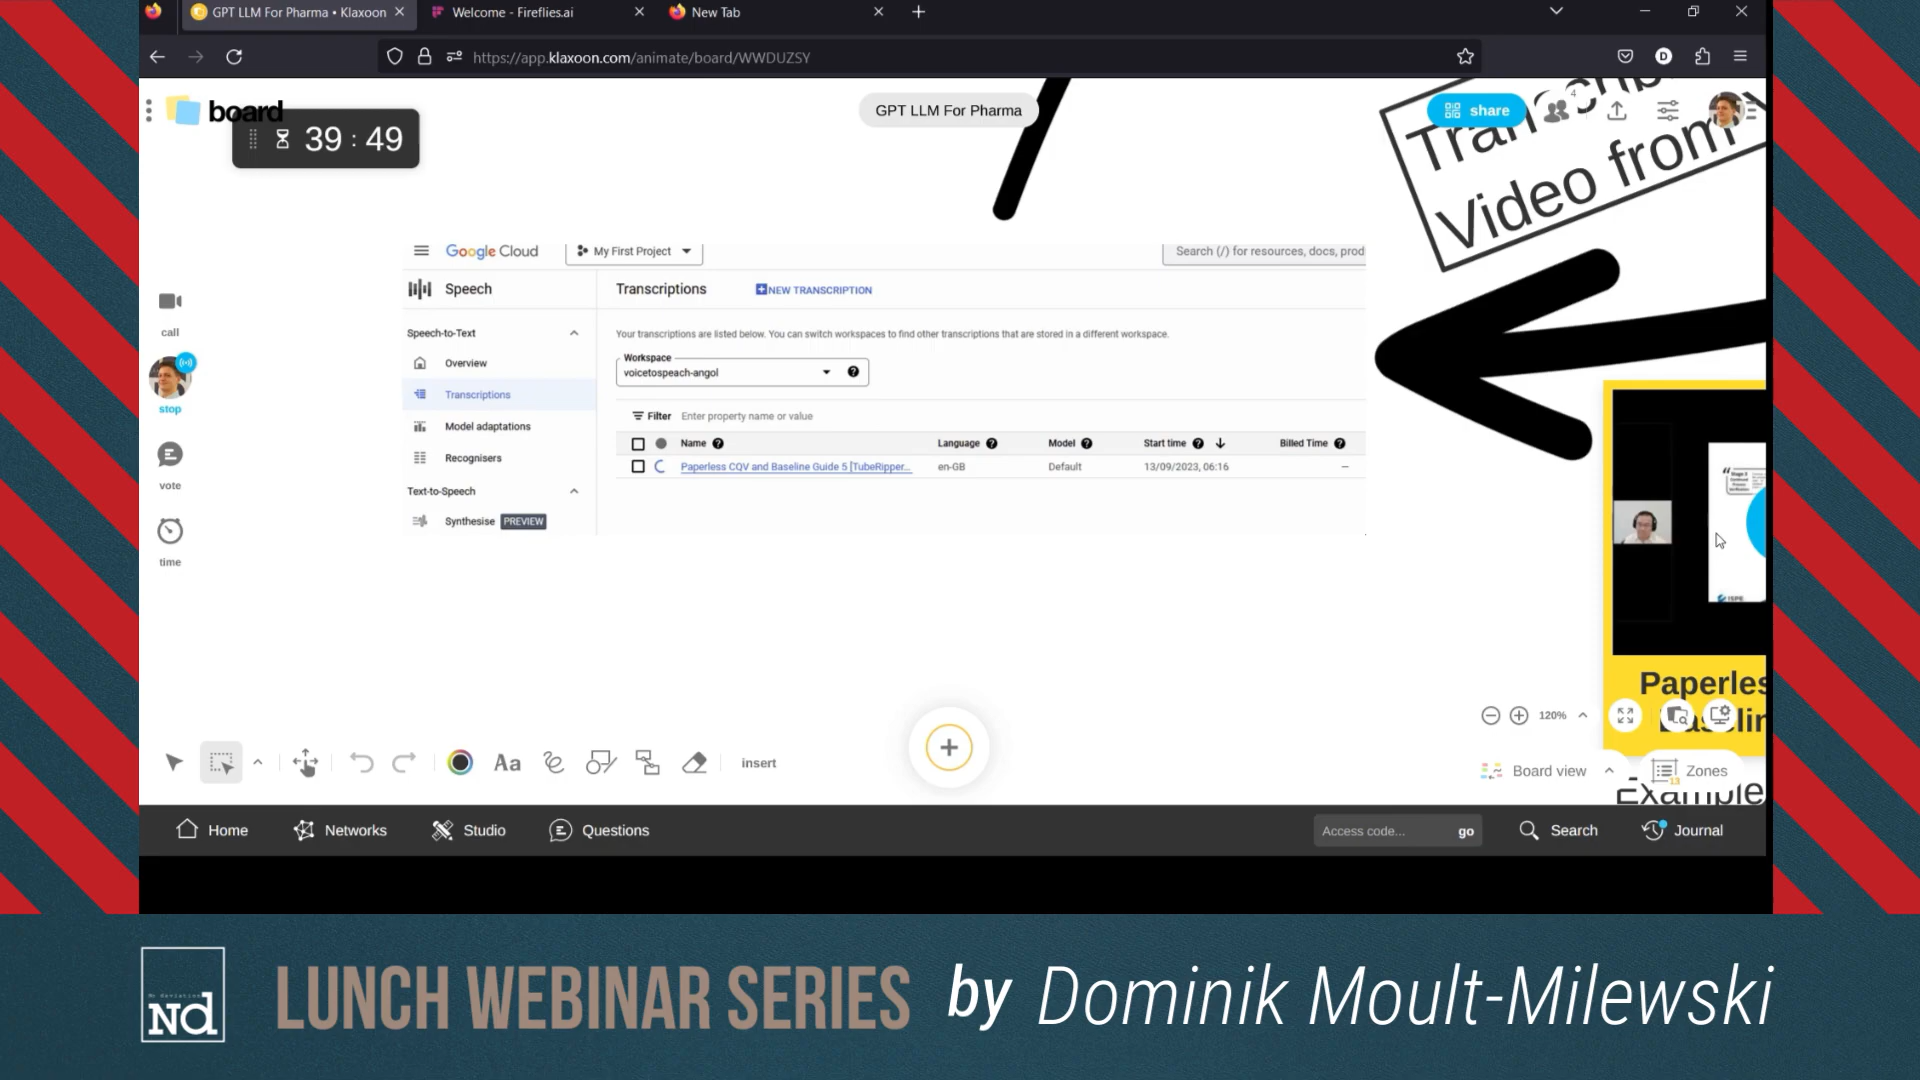 GPT LLM For Pharma • Klaxoon
Welcome - Fireflies.ai
New Tab
https://app.klaxoon.com/animate/board/WWDUZSY
board
GPT LLM For Pharma
share
4
39 : 49
Video from
Google Cloud
My First Project
Search (/) for resources, docs, prod
Speech
Transcriptions
NEW TRANSCRIPTION
Speech-to-Text
Your transcriptions are listed below. You can switch workspaces to find other transcriptions that are stored in a different workspace.
Overview
Workspace
voicetospeach-angol
Transcriptions
Filter Enter property name or value
Model adaptations
Name Language Model Start time Billed Time
Recognisers
Paperless CQV and Baseline Guide 5 [TubeRipper... en-GB Default 13/09/2023, 06:16 –
Text-to-Speech
Synthesise PREVIEW
call
stop
vote
time
ISPE
Paperles
120%
Aa
insert
Board view
Zones
13
Example
Home
Networks
Studio
Questions
Access code...
go
Search
Journal
Nd
LUNCH WEBINAR SERIES by Dominik Moult-Milewski